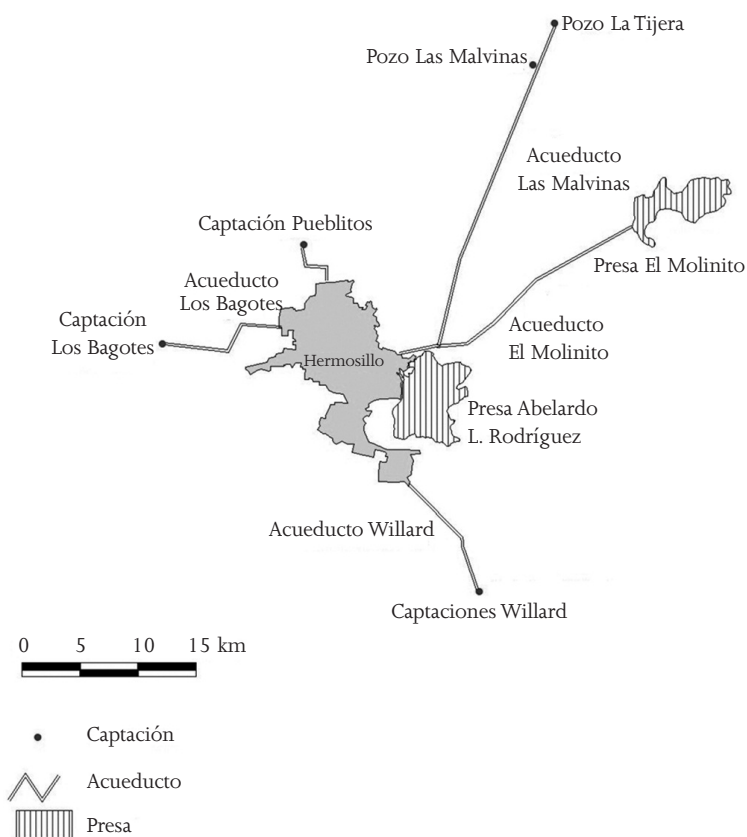 Pozo La Tijera
Pozo Las Malvinas
Acueducto
Las Malvinas
Captación Pueblitos
Presa El Molinito
Acueducto
Los Bagotes
Captación
Los Bagotes
Acueducto
El Molinito
Hermosillo
Presa Abelardo
L. Rodríguez
Acueducto Willard
Captaciones Willard
0 5 10 15 km
Captación
Acueducto
Presa